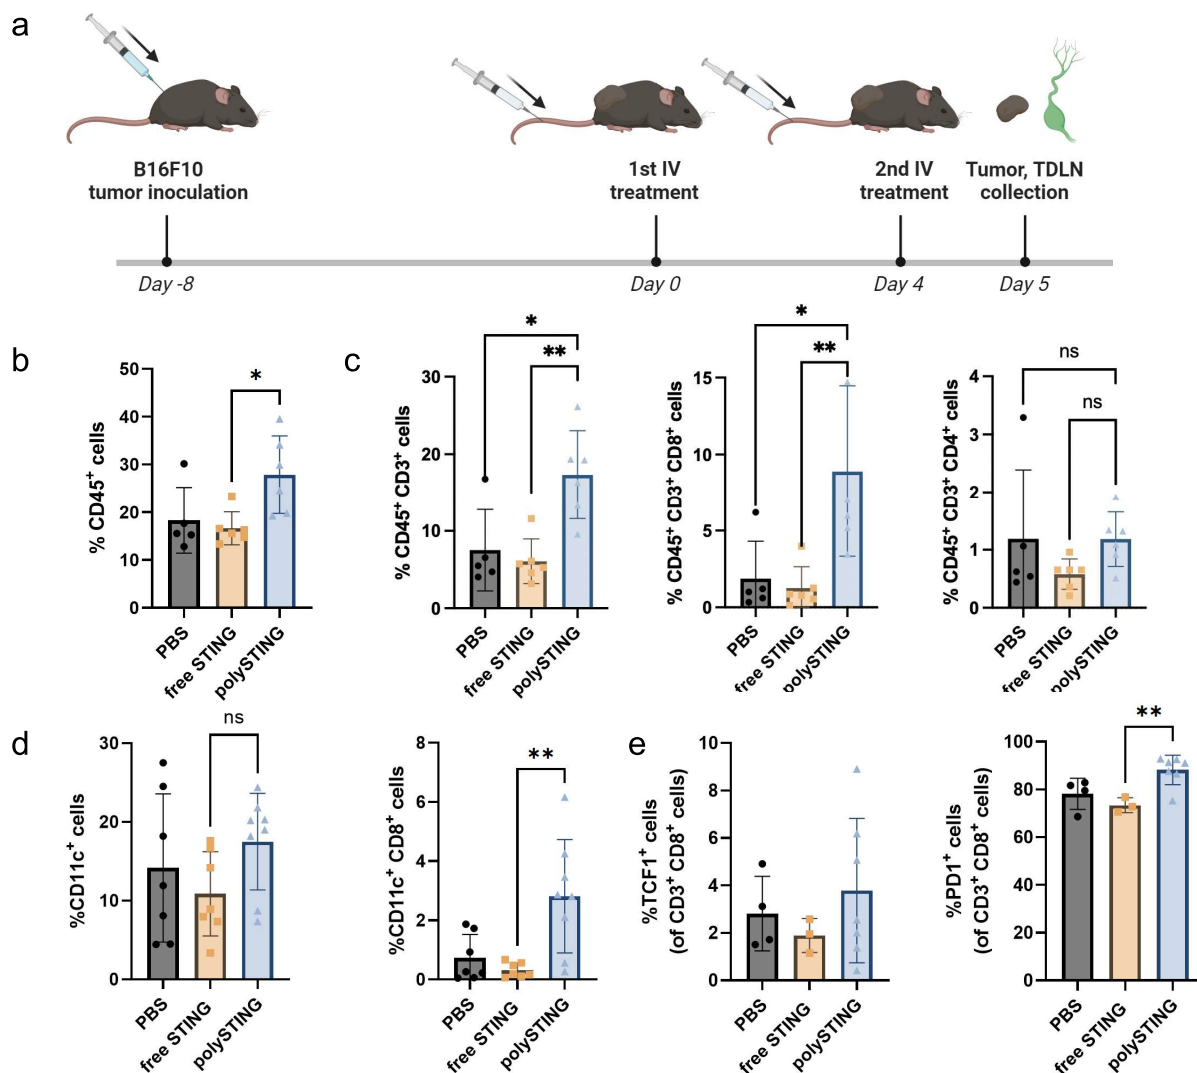 a
B16F10
tumor inoculation
1st IV
treatment
2nd IV
treatment
Tumor, TDLN
collection
Day -8
Day 0
Day 4
Day 5
b
% CD45⁺ cells
50
40
30
20
10
0
*
PBS
free STING
polySTING
c
% CD45⁺ CD3⁺ cells
30
20
10
0
*
**
PBS
free STING
polySTING
% CD45⁺ CD3⁺ CD8⁺ cells
15
10
5
0
*
**
PBS
free STING
polySTING
% CD45⁺ CD3⁺ CD4⁺ cells
4
3
2
1
0
ns
ns
PBS
free STING
polySTING
d
%CD11c⁺ cells
30
20
10
0
ns
PBS
free STING
polySTING
%CD11c⁺ CD8⁺ cells
8
6
4
2
0
**
PBS
free STING
polySTING
e
%TCF1⁺ cells
(of CD3⁺ CD8⁺ cells)
10
8
6
4
2
0
PBS
free STING
polySTING
%PD1⁺ cells
(of CD3⁺ CD8⁺ cells)
100
80
60
40
20
0
**
PBS
free STING
polySTING